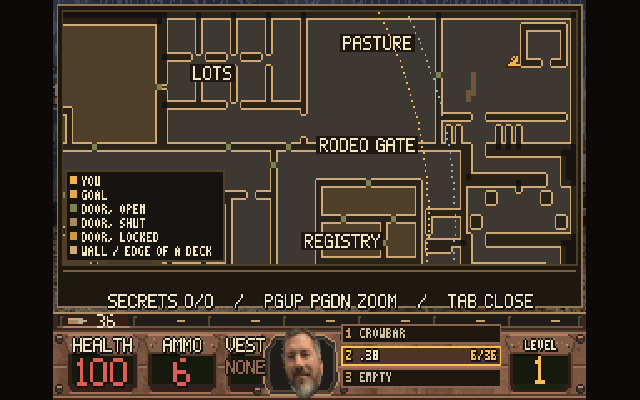 PASTURE
LOTS
RODEO GATE
YOU
GOAL
DOOR, OPEN
DOOR, SHUT
DOOR, LOCKED
WALL / EDGE OF A DECK
REGISTRY
SECRETS 0/0 / PGUP PGDN ZOOM / TAB CLOSE
36
HEALTH
100
AMMO
6
VEST
NONE
1 CROWBAR
2 .38 6/36
3 EMPTY
LEVEL
1